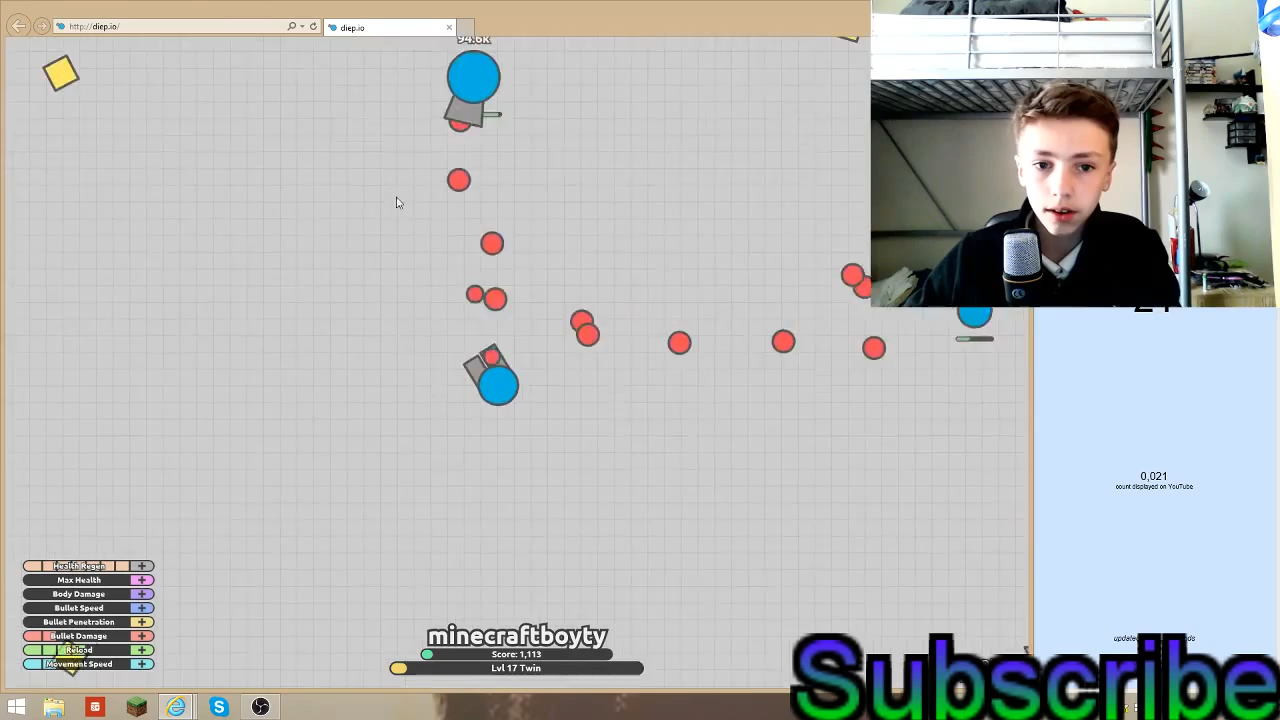 http://diep.io/
diep.io
94.6k
0,021
count displayed on YouTube
Health Regen
Max Health
Body Damage
Bullet Speed
Bullet Penetration
Bullet Damage
Reload
Movement Speed
minecraftboyty
Score: 1,113
Lvl 17 Twin
Subscribe